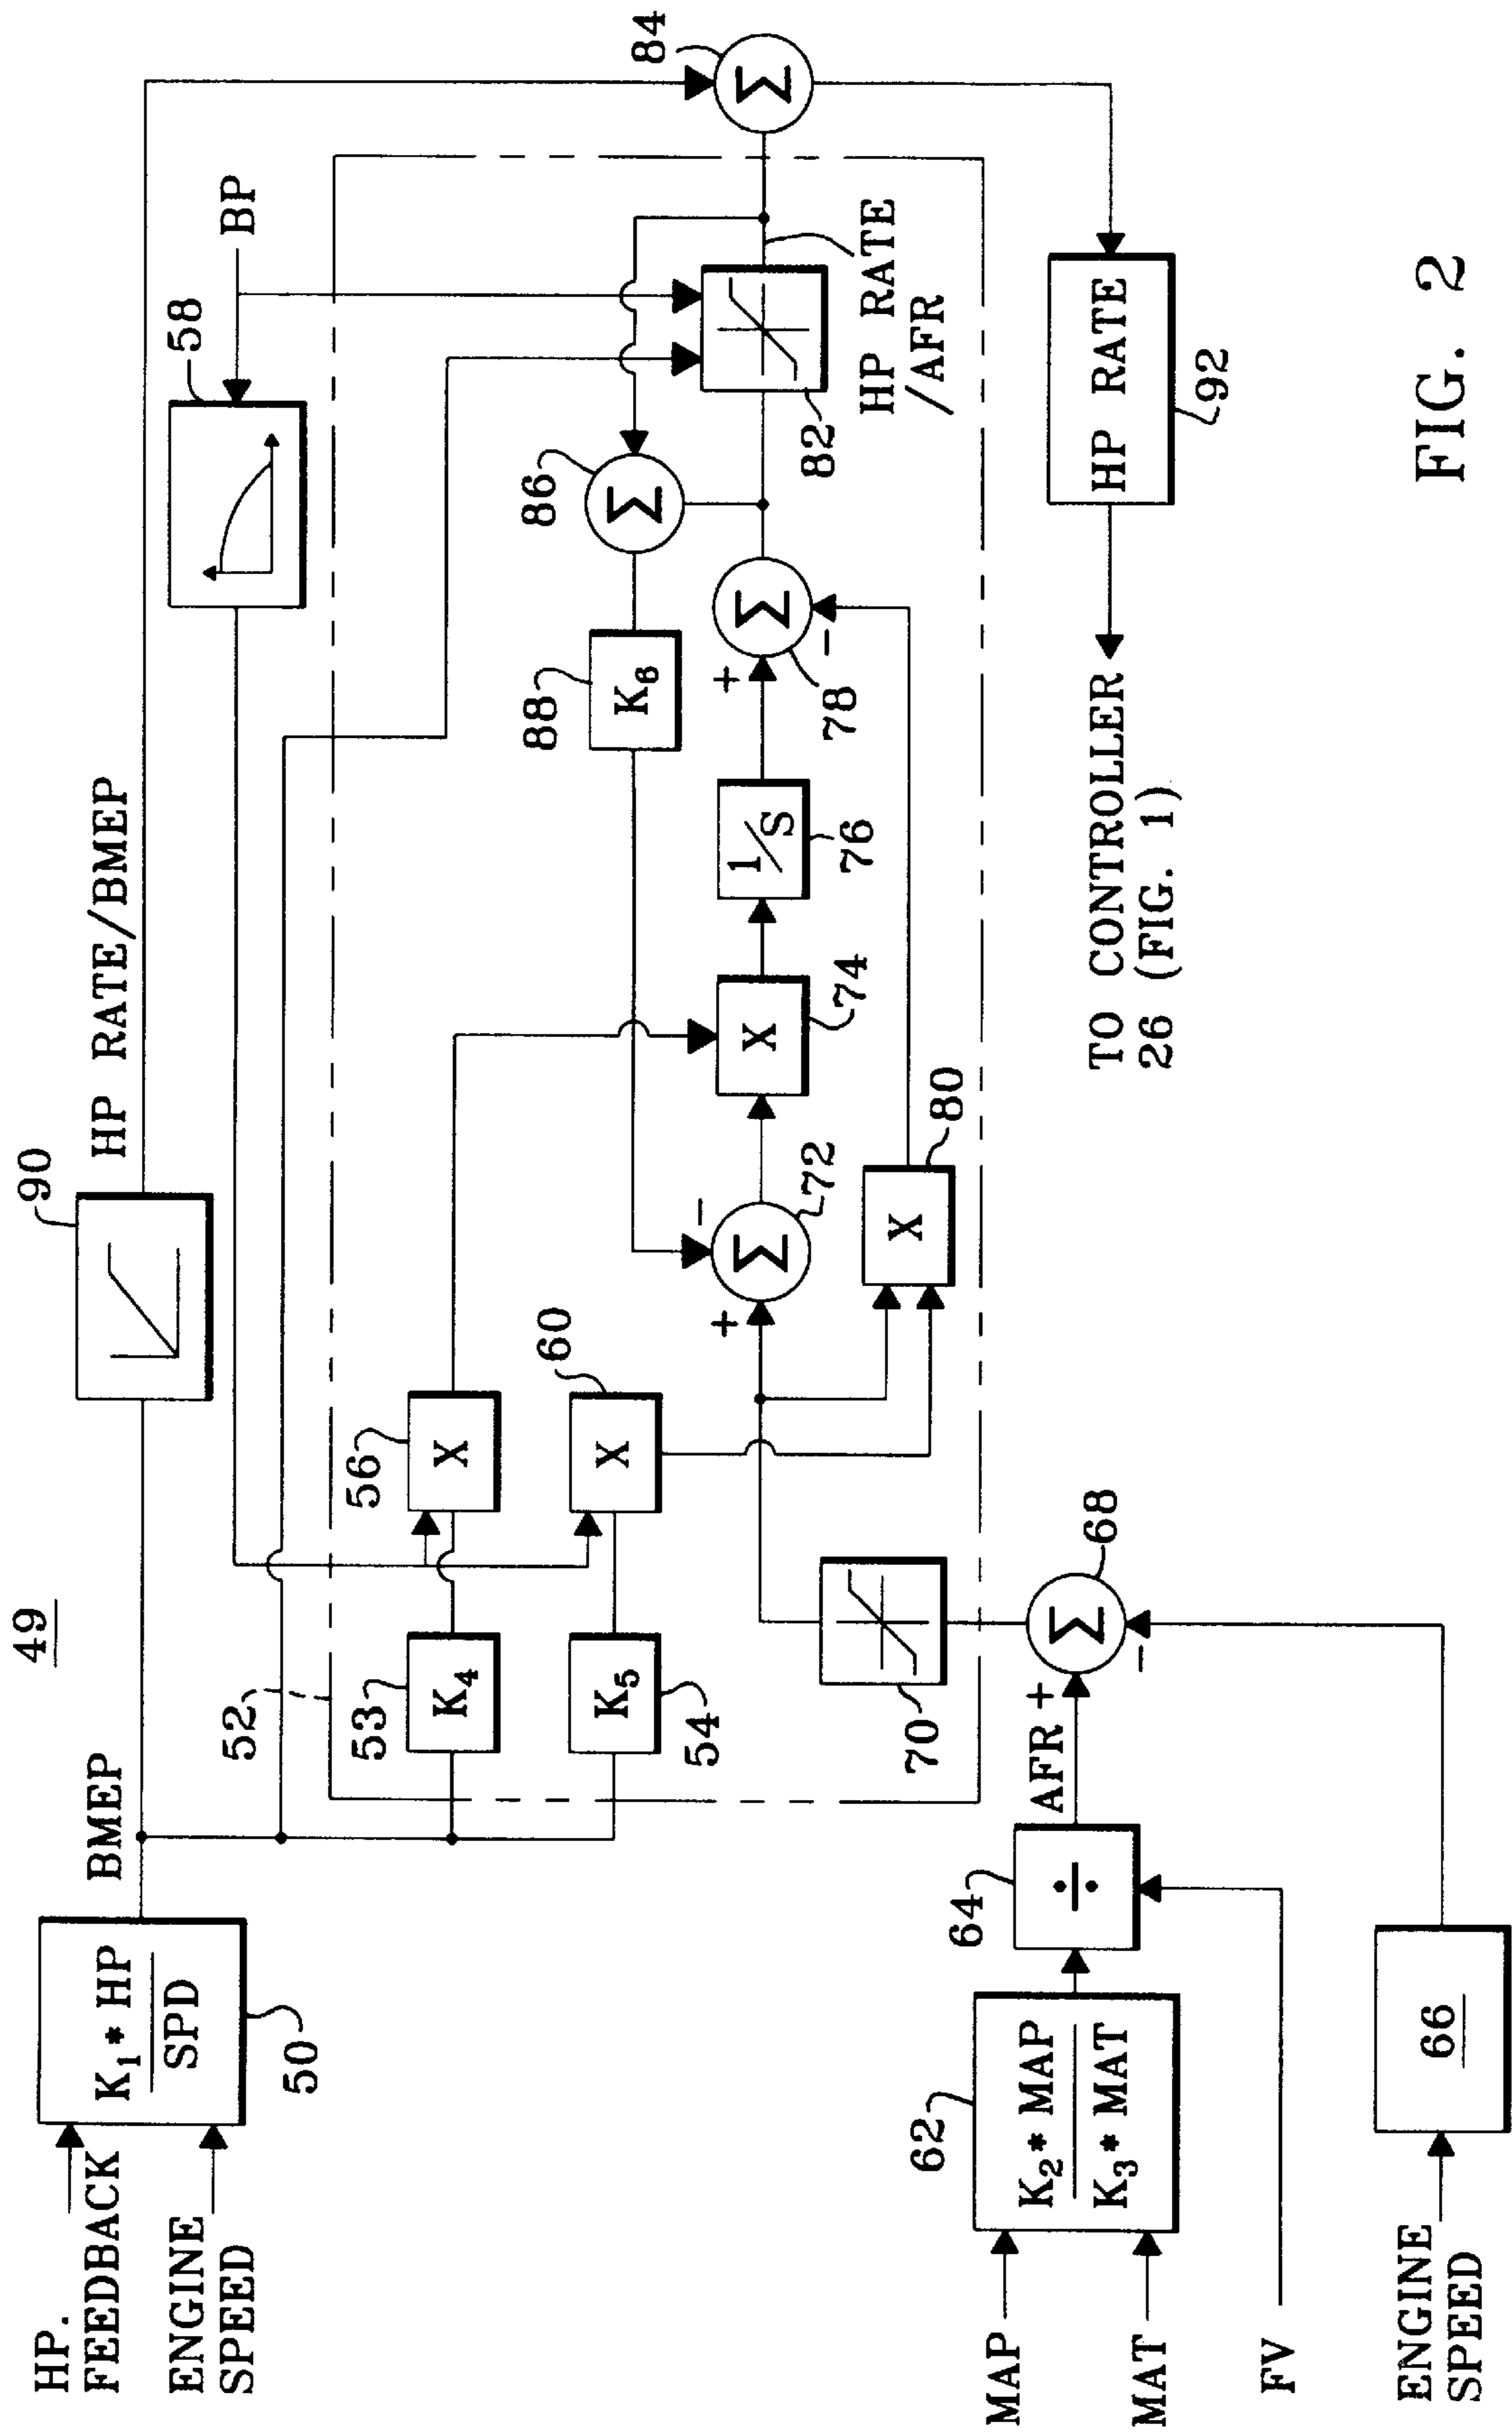 49
HP.
FEEDBACK
ENGINE
SPEED
K₁* HP
SPD
50
BMEP
90
HP RATE/BMEP
58
BP
84
Σ
52
53
K₄
56
X
K₅
54
60
X
88
K₆
86
Σ
+
−
Σ
72
X
74
1/S
76
+
−
Σ
78
82
HP RATE
/AFR
X
80
70
MAP
MAT
62
K₂* MAP
K₃* MAT
64
÷
FV
AFR
+
−
Σ
68
ENGINE
SPEED
66
HP RATE
92
TO CONTROLLER
26 (FIG. 1)
FIG. 2